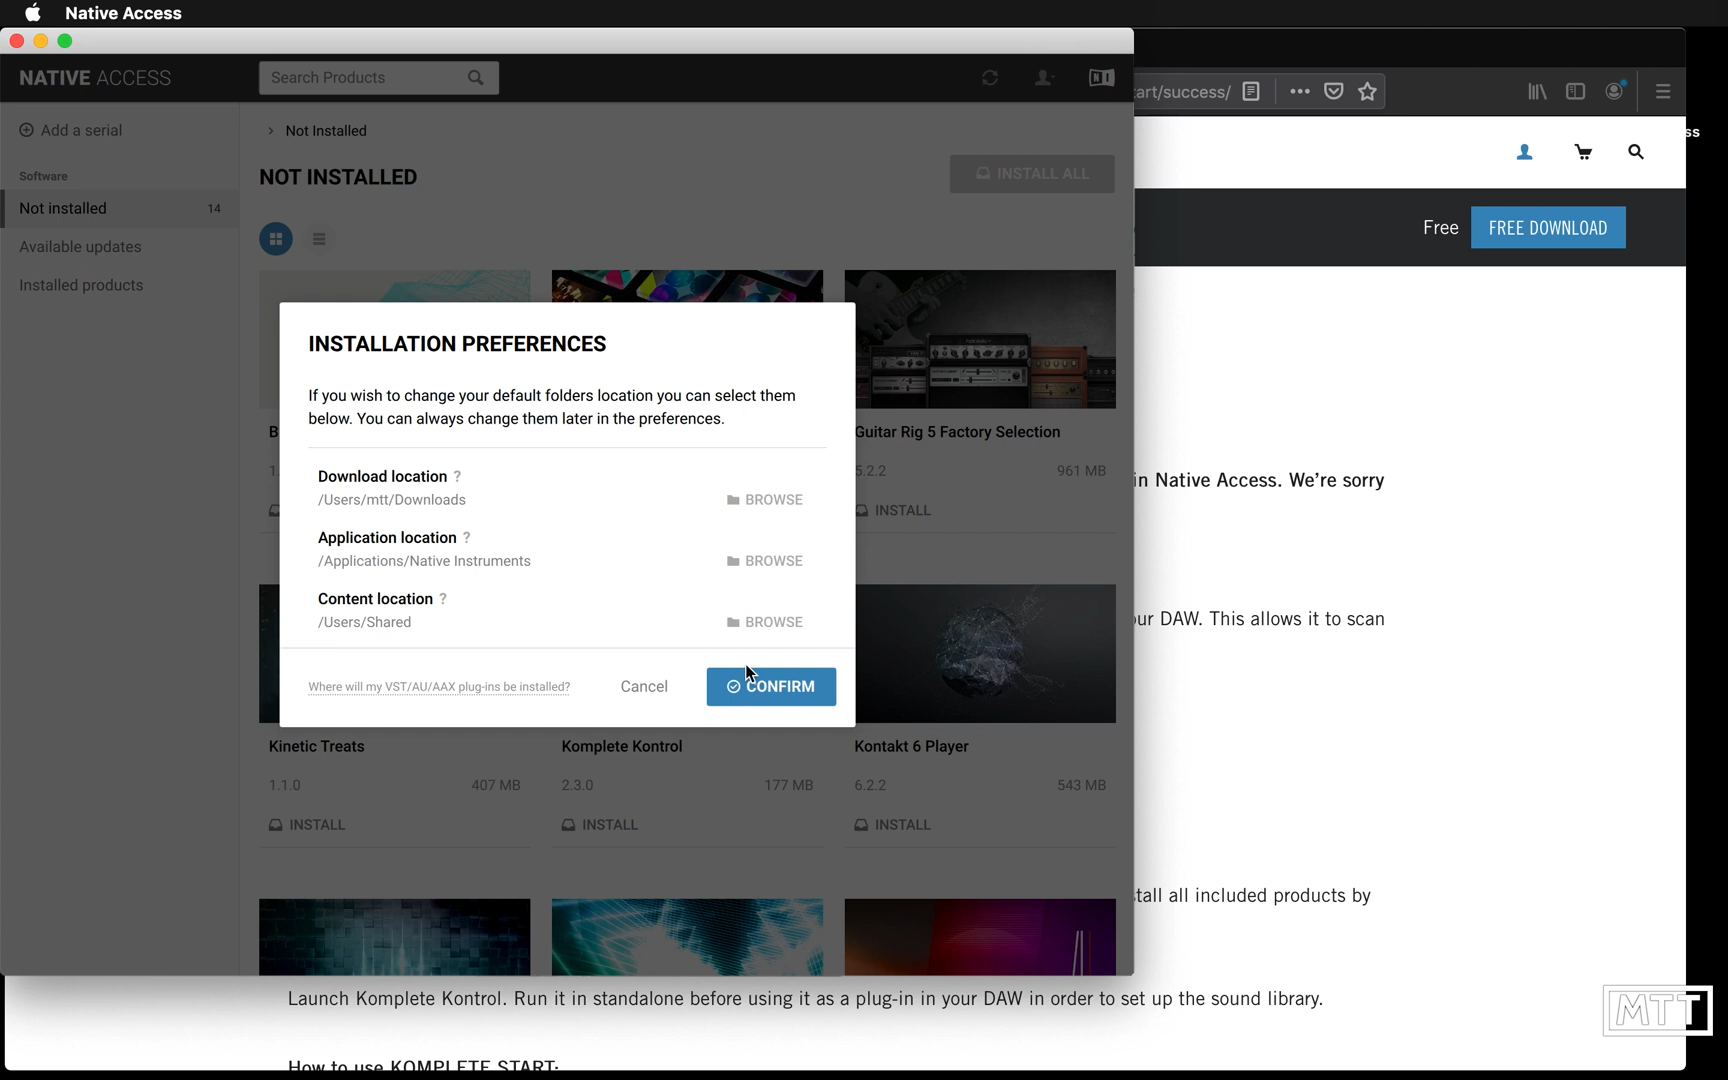 Native Access
NATIVE ACCESS
Search Products
Add a serial
Software
Not installed 14
Available updates
Installed products
Not Installed
NOT INSTALLED
INSTALL ALL
INSTALLATION PREFERENCES
If you wish to change your default folders location you can select them
below. You can always change them later in the preferences.
Download location ?
/Users/mtt/Downloads
BROWSE
Application location ?
/Applications/Native Instruments
BROWSE
Content location ?
/Users/Shared
BROWSE
Where will my VST/AU/AAX plug-ins be installed?
Cancel
CONFIRM
B
1.
Guitar Rig 5 Factory Selection
5.2.2 961 MB
INSTALL
Kinetic Treats
1.1.0 407 MB
INSTALL
Komplete Kontrol
2.3.0 177 MB
INSTALL
Kontakt 6 Player
6.2.2 543 MB
INSTALL
art/success/
ss
Free
FREE DOWNLOAD
in Native Access. We're sorry
ur DAW. This allows it to scan
tall all included products by
Launch Komplete Kontrol. Run it in standalone before using it as a plug-in in your DAW in order to set up the sound library.
How to use KOMPLETE START:
MTT